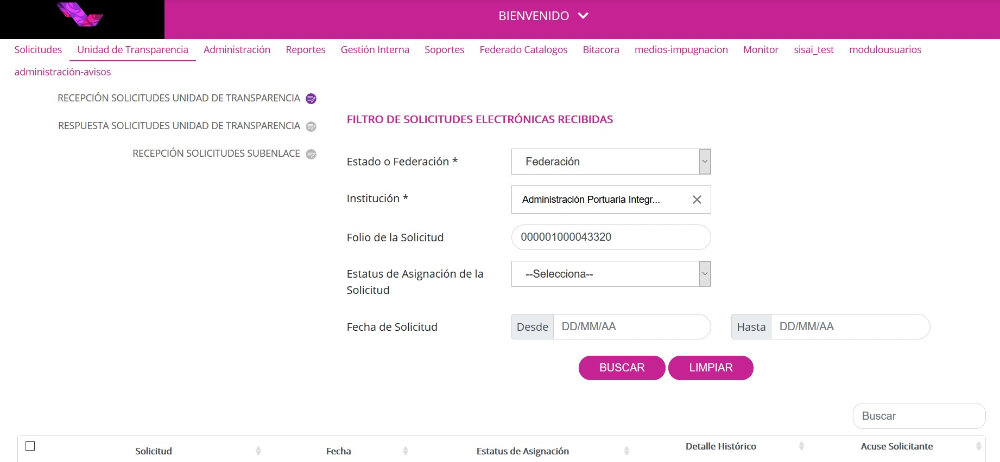 BIENVENIDO
Solicitudes Unidad de Transparencia Administración Reportes Gestión Interna Soportes Federado Catalogos Bitacora medios-impugnacion Monitor sisai_test modulousuarios
administración-avisos
RECEPCIÓN SOLICITUDES UNIDAD DE TRANSPARENCIA
RESPUESTA SOLICITUDES UNIDAD DE TRANSPARENCIA
RECEPCIÓN SOLICITUDES SUBENLACE
FILTRO DE SOLICITUDES ELECTRÓNICAS RECIBIDAS
Estado o Federación * Federación
Institución * Administración Portuaria Integr...
Folio de la Solicitud 000001000043320
Estatus de Asignación de la --Selecciona--
Solicitud
Fecha de Solicitud Desde DD/MM/AA Hasta DD/MM/AA
BUSCAR LIMPIAR
Buscar
Solicitud Fecha Estatus de Asignación Detalle Histórico Acuse Solicitante